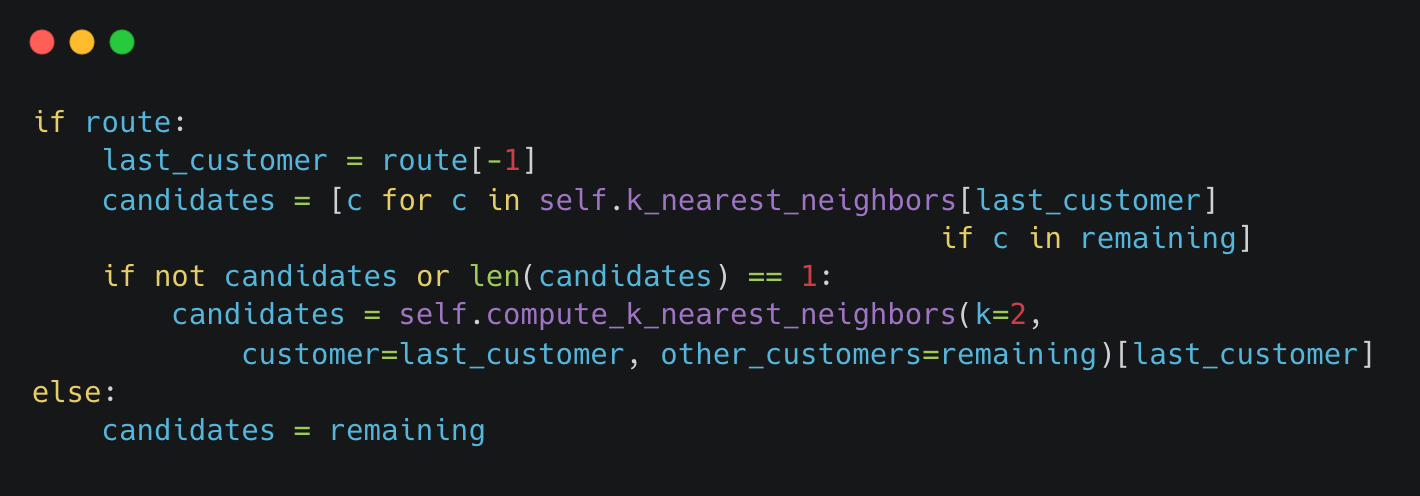 if route:
    last_customer = route[-1]
    candidates = [c for c in self.k_nearest_neighbors[last_customer]
                                                    if c in remaining]
    if not candidates or len(candidates) == 1:
        candidates = self.compute_k_nearest_neighbors(k=2,
            customer=last_customer, other_customers=remaining)[last_customer]
else:
    candidates = remaining